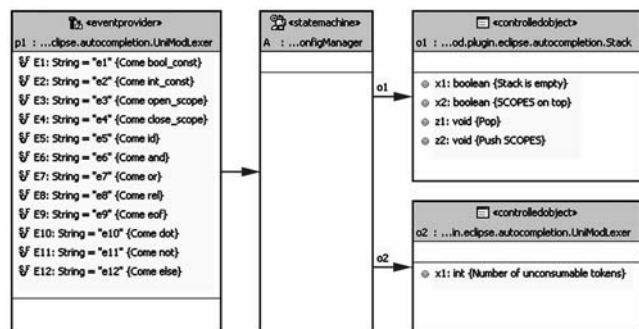 «eventprovider»
p1 : ...clipse.autocompletion.UniModLexer
E1: String = "e1" {Come bool_const}
E2: String = "e2" {Come int_const}
E3: String = "e3" {Come open_scope}
E4: String = "e4" {Come close_scope}
E5: String = "e5" {Come id}
E6: String = "e6" {Come and}
E7: String = "e7" {Come or}
E8: String = "e8" {Come rel}
E9: String = "e9" {Come eof}
E10: String = "e10" {Come dot}
E11: String = "e11" {Come not}
E12: String = "e12" {Come else}
«statemachine»
A : ...onfigManager
o1
o2
«controlledobject»
o1 : ...od.plugin.eclipse.autocompletion.Stack
x1: boolean {Stack is empty}
x2: boolean {SCOPES on top}
z1: void {Pop}
z2: void {Push SCOPES}
«controlledobject»
o2 : ...in.eclipse.autocompletion.UniModLexer
x1: int {Number of unconsumable tokens}